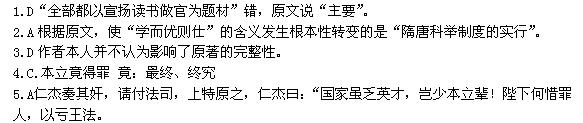 1.D“全部都以宣扬读书做官为题材”错，原文说“主要”。
2.A根据原文，使“学而优则仕”的含义发生根本性转变的是“隋唐科举制度的实行”。
3.D作者本人并不认为影响了原著的完整性。
4.C.本立竟得罪 竟：最终、终究
5.A仁杰奏其奸，请付法司，上特原之，仁杰曰：“国家虽乏英才，岂少本立辈！陛下何惜罪
人，以亏王法。